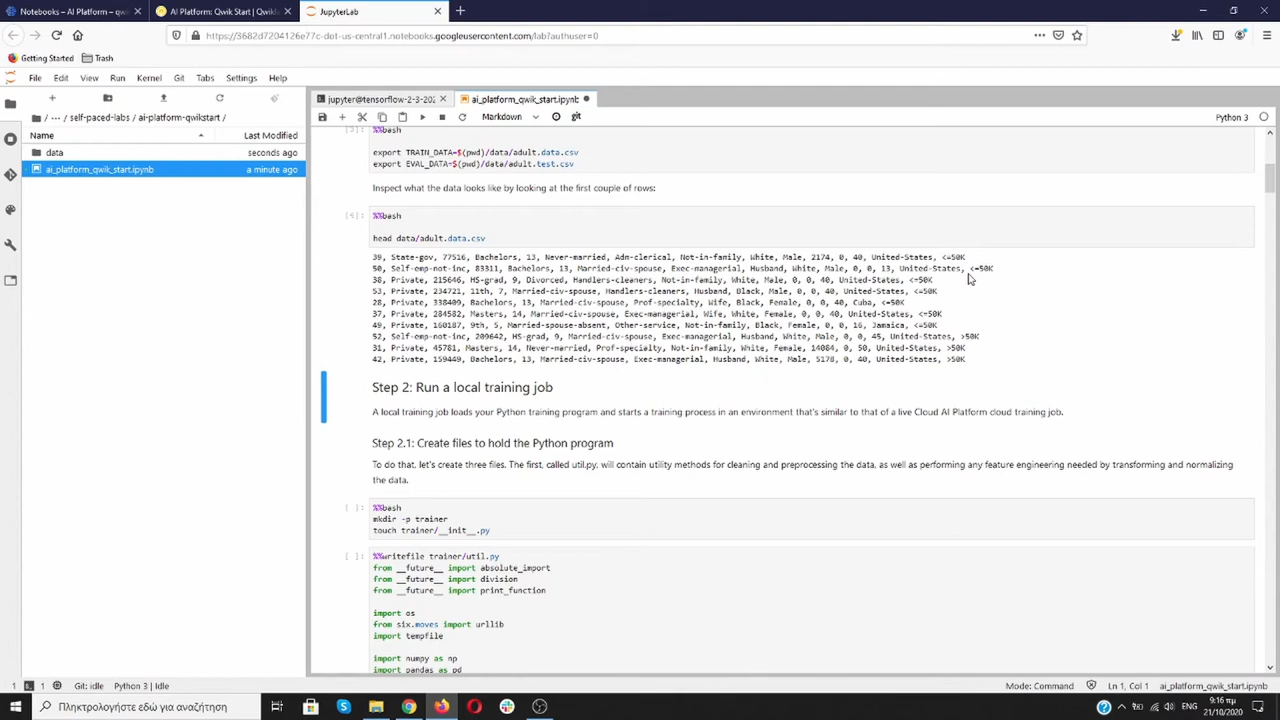 Notebooks – AI Platform – qwi
AI Platform: Qwik Start | Qwikla
JupyterLab
https://3682d7204126e77c-dot-us-central1.notebooks.googleusercontent.com/lab?authuser=0
Getting Started
Trash
File Edit View Run Kernel Git Tabs Settings Help
/ ··· / self-paced-labs / ai-platform-qwikstart /
Name Last Modified
data seconds ago
ai_platform_qwik_start.ipynb a minute ago
jupyter@tensorflow-2-3-202
ai_platform_qwik_start.ipynb
Markdown
git
Python 3
[3]: %%bash
export TRAIN_DATA=$(pwd)/data/adult.data.csv
export EVAL_DATA=$(pwd)/data/adult.test.csv
Inspect what the data looks like by looking at the first couple of rows:
[4]: %%bash
head data/adult.data.csv
39, State-gov, 77516, Bachelors, 13, Never-married, Adm-clerical, Not-in-family, White, Male, 2174, 0, 40, United-States, <=50K
50, Self-emp-not-inc, 83311, Bachelors, 13, Married-civ-spouse, Exec-managerial, Husband, White, Male, 0, 0, 13, United-States, <=50K
38, Private, 215646, HS-grad, 9, Divorced, Handlers-cleaners, Not-in-family, White, Male, 0, 0, 40, United-States, <=50K
53, Private, 234721, 11th, 7, Married-civ-spouse, Handlers-cleaners, Husband, Black, Male, 0, 0, 40, United-States, <=50K
28, Private, 338409, Bachelors, 13, Married-civ-spouse, Prof-specialty, Wife, Black, Female, 0, 0, 40, Cuba, <=50K
37, Private, 284582, Masters, 14, Married-civ-spouse, Exec-managerial, Wife, White, Female, 0, 0, 40, United-States, <=50K
49, Private, 160187, 9th, 5, Married-spouse-absent, Other-service, Not-in-family, Black, Female, 0, 0, 16, Jamaica, <=50K
52, Self-emp-not-inc, 209642, HS-grad, 9, Married-civ-spouse, Exec-managerial, Husband, White, Male, 0, 0, 45, United-States, >50K
31, Private, 45781, Masters, 14, Never-married, Prof-specialty, Not-in-family, White, Female, 14084, 0, 50, United-States, >50K
42, Private, 159449, Bachelors, 13, Married-civ-spouse, Exec-managerial, Husband, White, Male, 5178, 0, 40, United-States, >50K
Step 2: Run a local training job
A local training job loads your Python training program and starts a training process in an environment that's similar to that of a live Cloud AI Platform cloud training job.
Step 2.1: Create files to hold the Python program
To do that, let's create three files. The first, called util.py, will contain utility methods for cleaning and preprocessing the data, as well as performing any feature engineering needed by transforming and normalizing
the data.
[ ]: %%bash
mkdir -p trainer
touch trainer/__init__.py
[ ]: %%writefile trainer/util.py
from __future__ import absolute_import
from __future__ import division
from __future__ import print_function
import os
from six.moves import urllib
import tempfile
import numpy as np
import pandas as pd
1 1 Git: idle Python 3 | Idle
Mode: Command Ln 1, Col 1 ai_platform_qwik_start.ipynb
Πληκτρολογήστε εδώ για αναζήτηση
ENG
9:16 πμ
21/10/2020